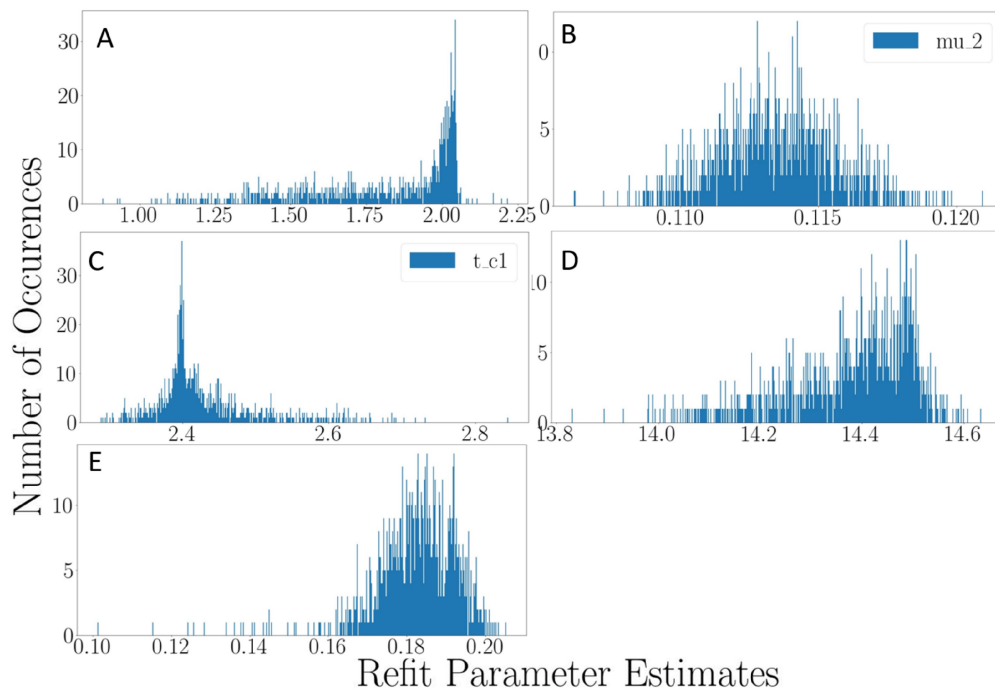 Number of Occurences
A
30
20
10
0
1.00 1.25 1.50 1.75 2.00 2.25
B
mu_2
0
5
0
0.110 0.115 0.120
C
t_c1
30
20
10
0
2.4 2.6 2.8
D
10
5
0
13.8 14.0 14.2 14.4 14.6
E
10
5
0
0.10 0.12 0.14 0.16 0.18 0.20
Refit Parameter Estimates